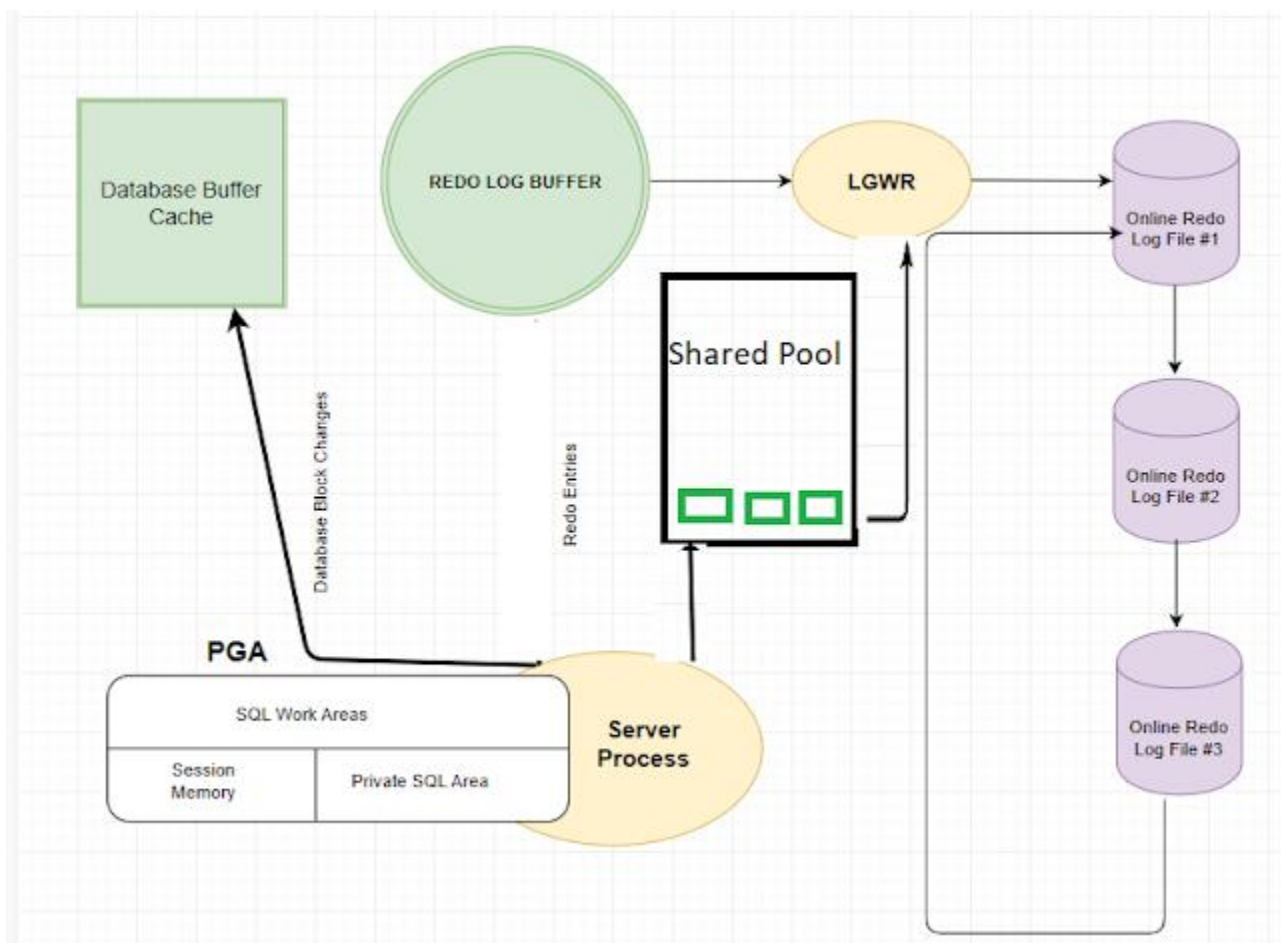 Database Buffer
Cache
REDO LOG BUFFER
LGWR
Online Redo
Log File #1
Shared Pool
Database Block Changes
Redo Entries
Online Redo
Log File #2
PGA
SQL Work Areas
Session
Memory
Private SQL Area
Server
Process
Online Redo
Log File #3